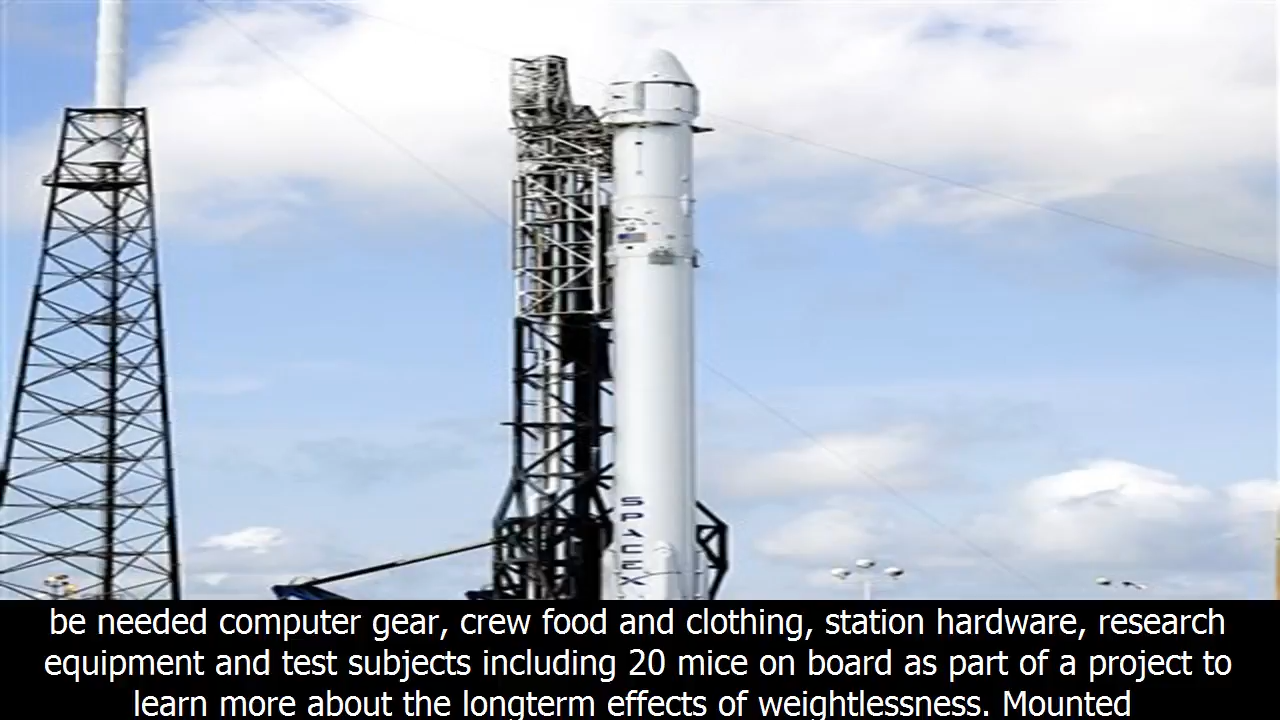 SPACEX
be needed computer gear, crew food and clothing, station hardware, research
equipment and test subjects including 20 mice on board as part of a project to
learn more about the longterm effects of weightlessness. Mounted